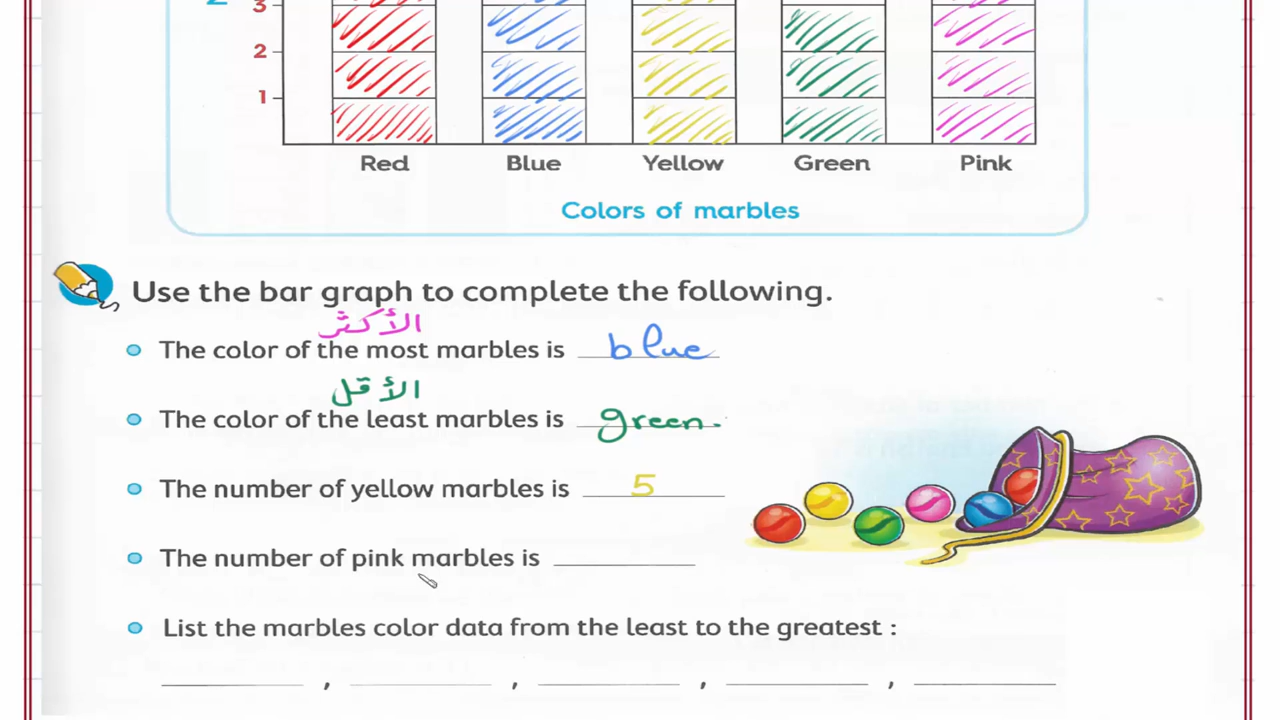 3
2
1
Red Blue Yellow Green Pink
Colors of marbles
Use the bar graph to complete the following.
الأكثر
The color of the most marbles is blue
الأقل
The color of the least marbles is green.
The number of yellow marbles is 5
The number of pink marbles is
List the marbles color data from the least to the greatest :
, , , ,